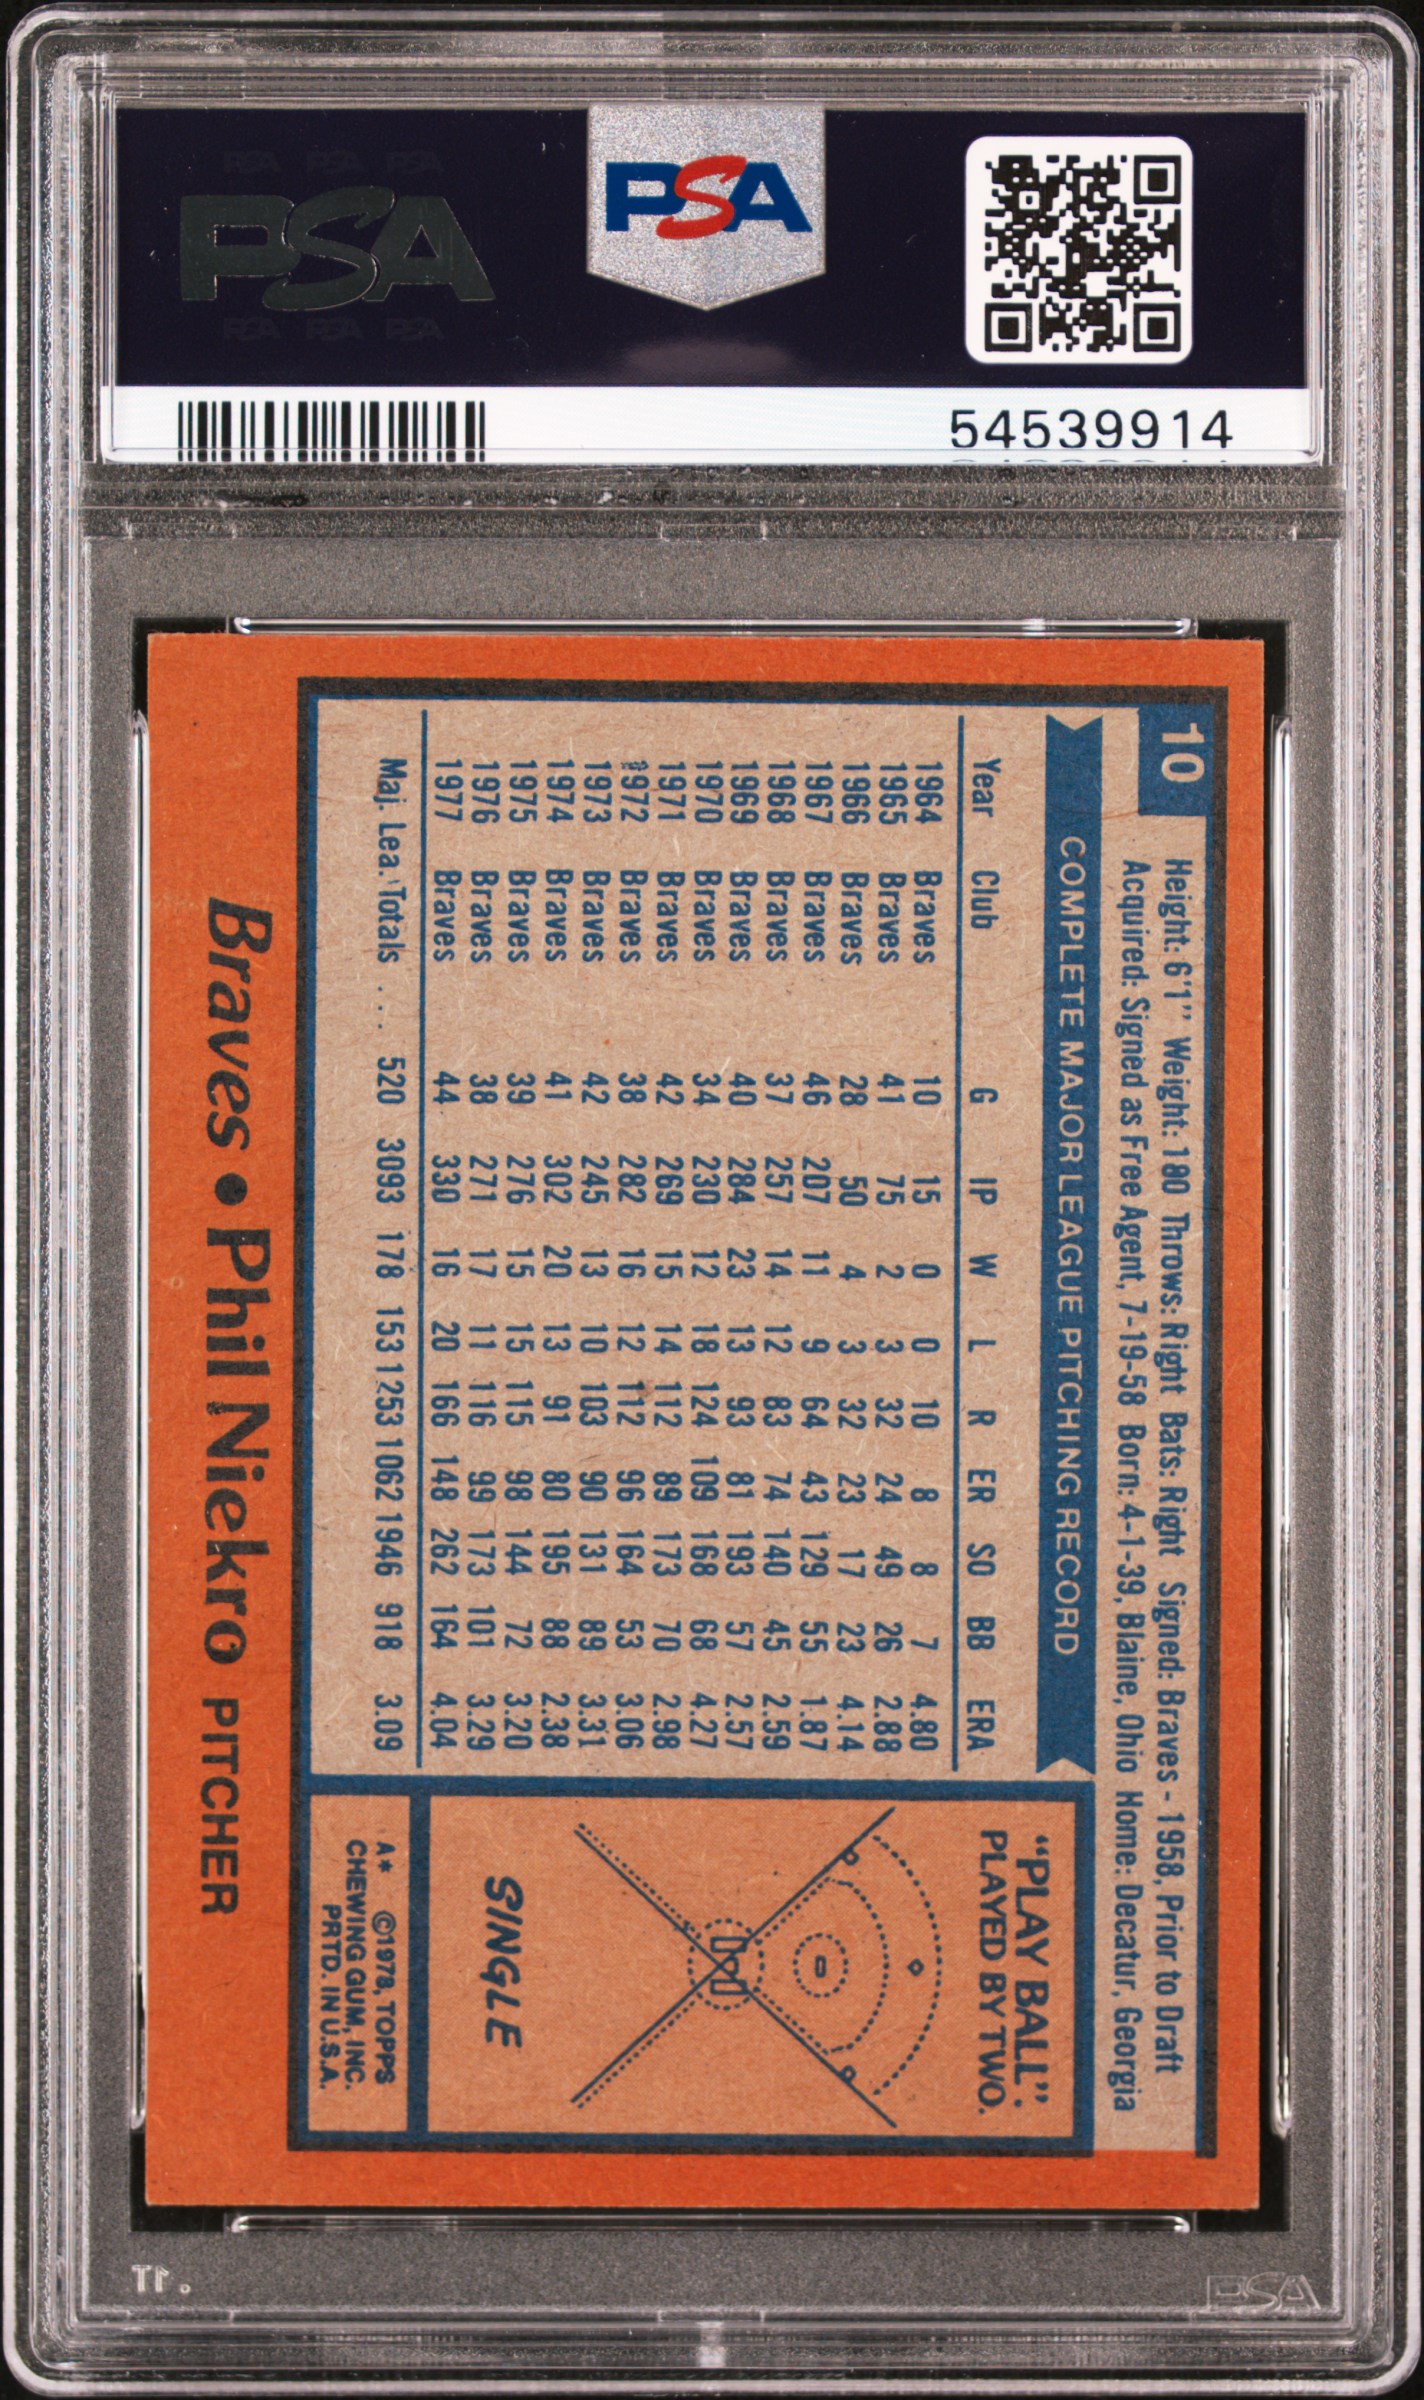 PSA PSA PSA
PSA
PSA PSA PSA
PSA
54539914
10
Height: 6'1" Weight: 180 Throws: Right Bats: Right Signed: Braves - 1958, Prior to Draft
Acquired: Signed as Free Agent, 7-19-58 Born: 4-1-39, Blaine, Ohio Home: Decatur, Georgia
COMPLETE MAJOR LEAGUE PITCHING RECORD
Year Club G IP W L R ER SO BB ERA
1964 Braves 10 15 0 0 10 8 8 7 4.80
1965 Braves 41 75 2 3 32 24 49 26 2.88
1966 Braves 28 50 4 3 32 23 17 23 4.14
1967 Braves 46 207 11 9 64 43 129 55 1.87
1968 Braves 37 257 14 12 83 74 140 45 2.59
1969 Braves 40 284 23 13 93 81 193 57 2.57
1970 Braves 34 230 12 18 124 109 168 68 4.27
1971 Braves 42 269 15 14 112 89 173 70 2.98
1972 Braves 38 282 16 12 112 96 164 53 3.06
1973 Braves 42 245 13 10 103 90 131 89 3.31
1974 Braves 41 302 20 13 91 80 195 88 2.38
1975 Braves 39 276 15 15 115 98 144 72 3.20
1976 Braves 38 271 17 11 116 99 173 101 3.29
1977 Braves 44 330 16 20 166 148 262 164 4.04
Maj. Lea. Totals . . . 520 3093 178 153 1253 1062 1946 918 3.09
"PLAY BALL":
PLAYED BY TWO.
SINGLE
A* ©1978, TOPPS
CHEWING GUM, INC.
PRTD. IN U.S.A.
Braves • Phil Niekro PITCHER
PSA